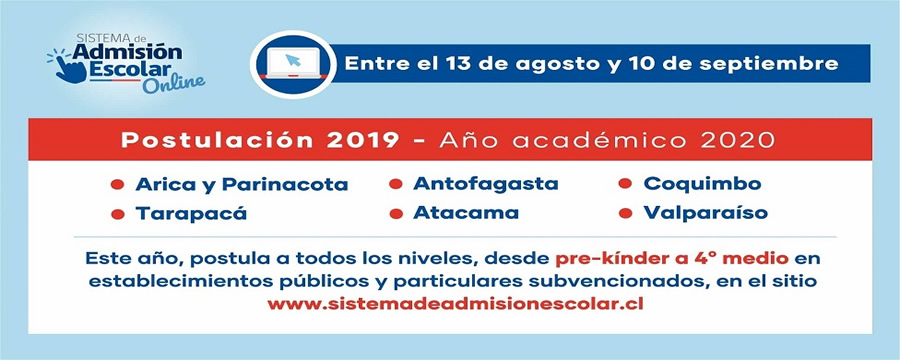 SISTEMA de
Admisión
Escolar
Online
Entre el 13 de agosto y 10 de septiembre
Postulación 2019 - Año académico 2020
• Arica y Parinacota • Antofagasta • Coquimbo
• Tarapacá • Atacama • Valparaíso
Este año, postula a todos los niveles, desde pre-kínder a 4º medio en
establecimientos públicos y particulares subvencionados, en el sitio
www.sistemadeadmisionescolar.cl